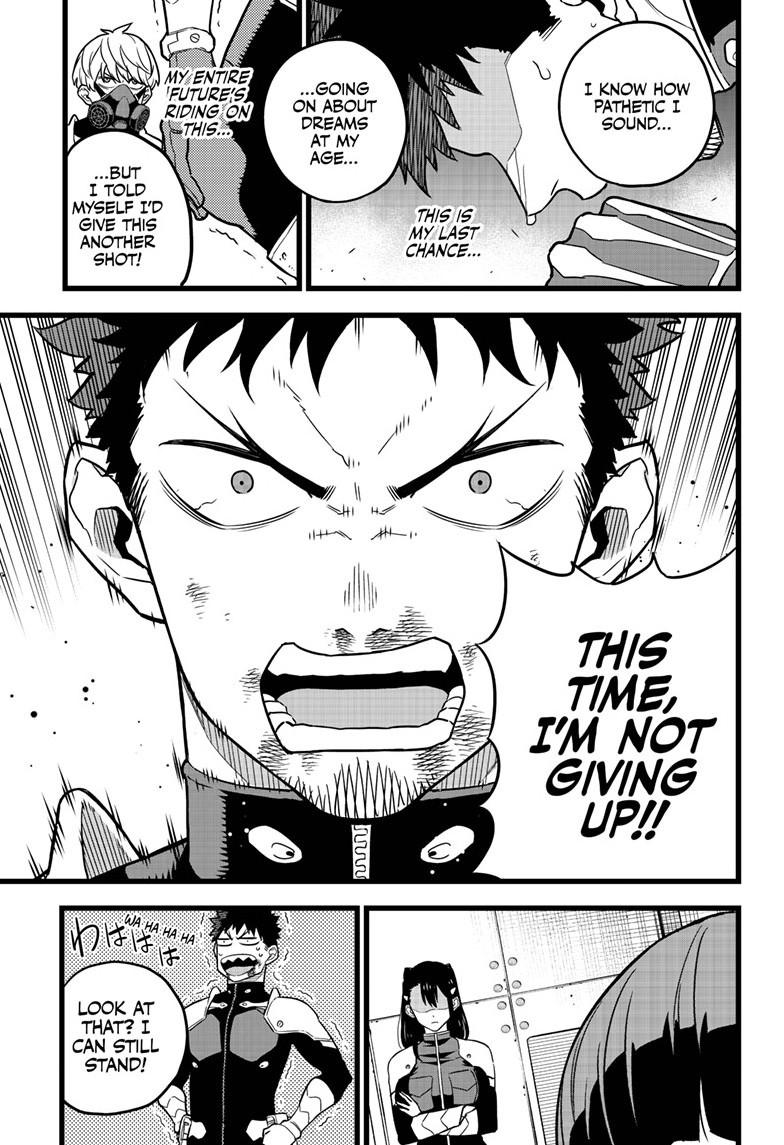 I KNOW HOW
PATHETIC I
SOUND...
...GOING
ON ABOUT
DREAMS
AT MY
AGE...
THIS IS
MY LAST
CHANCE...
MY ENTIRE
FUTURE'S
RIDING ON
THIS...
...BUT
I TOLD
MYSELF I'D
GIVE THIS
ANOTHER
SHOT!
THIS
TIME,
I'M NOT
GIVING
UP!!
わはははは
WA HA HA HA
LOOK AT
THAT? I
CAN STILL
STAND!